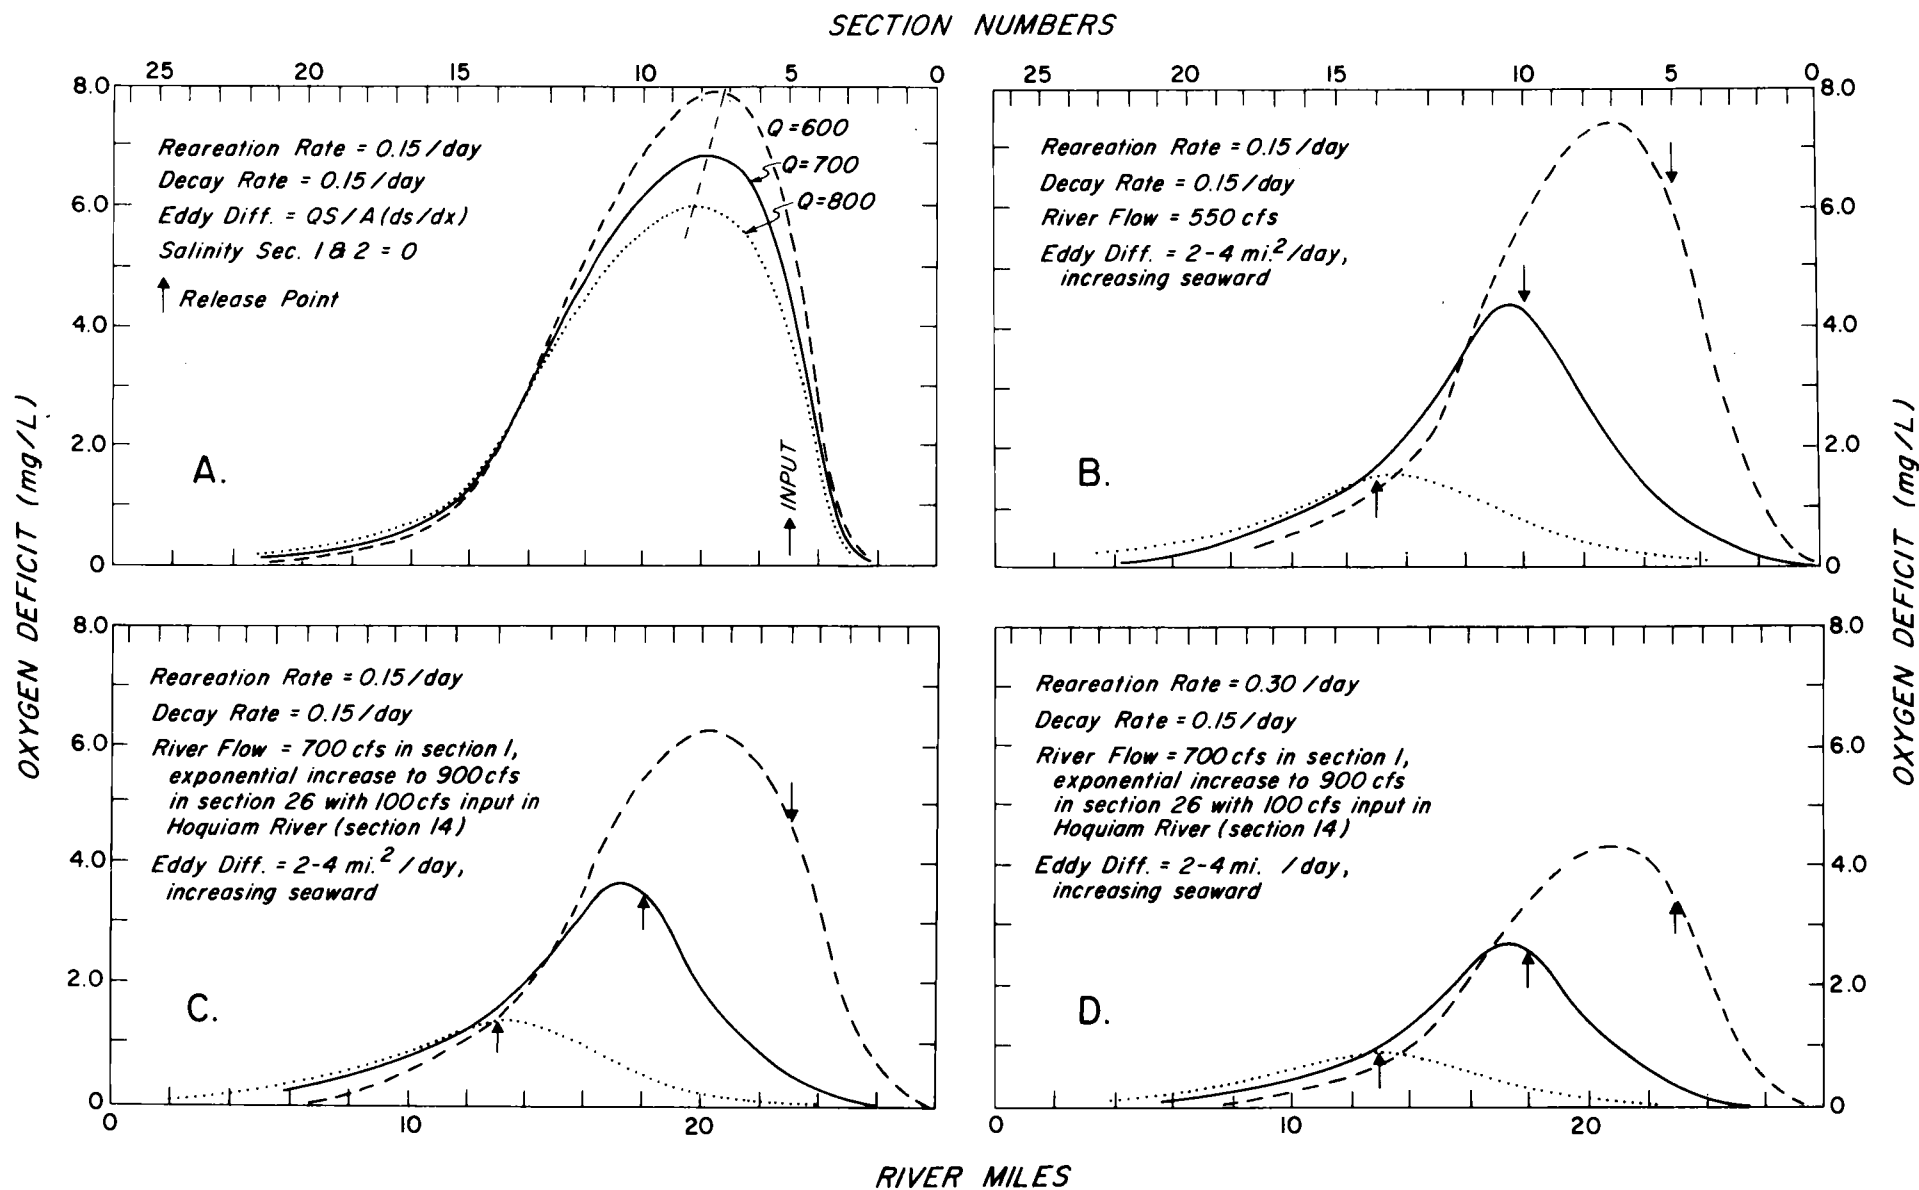 SECTION NUMBERS
25 20 15 10 5 0
25 20 15 10 5 0
8.0
6.0
4.0
2.0
0
Reareation Rate = 0.15/day
Decay Rate = 0.15/day
Eddy Diff. = QS/A(ds/dx)
Salinity Sec. 1 & 2 = 0
Release Point
Q=600
Q=700
Q=800
INPUT
A.
Reareation Rate = 0.15/day
Decay Rate = 0.15/day
River Flow = 550 cfs
Eddy Diff. = 2-4 mi.²/day,
increasing seaward
B.
8.0
6.0
4.0
2.0
0
OXYGEN DEFICIT (mg/L)
OXYGEN DEFICIT (mg/L)
8.0
6.0
4.0
2.0
0
Reareation Rate = 0.15/day
Decay Rate = 0.15/day
River Flow = 700 cfs in section 1,
exponential increase to 900 cfs
in section 26 with 100 cfs input in
Hoquiam River (section 14)
Eddy Diff. = 2-4 mi.² /day,
increasing seaward
C.
0 10 20
Reareation Rate = 0.30 /day
Decay Rate = 0.15/day
River Flow = 700 cfs in section 1,
exponential increase to 900 cfs
in section 26 with 100 cfs input in
Hoquiam River (section 14)
Eddy Diff. = 2-4 mi. /day,
increasing seaward
D.
8.0
6.0
4.0
2.0
0
0 10 20
RIVER MILES